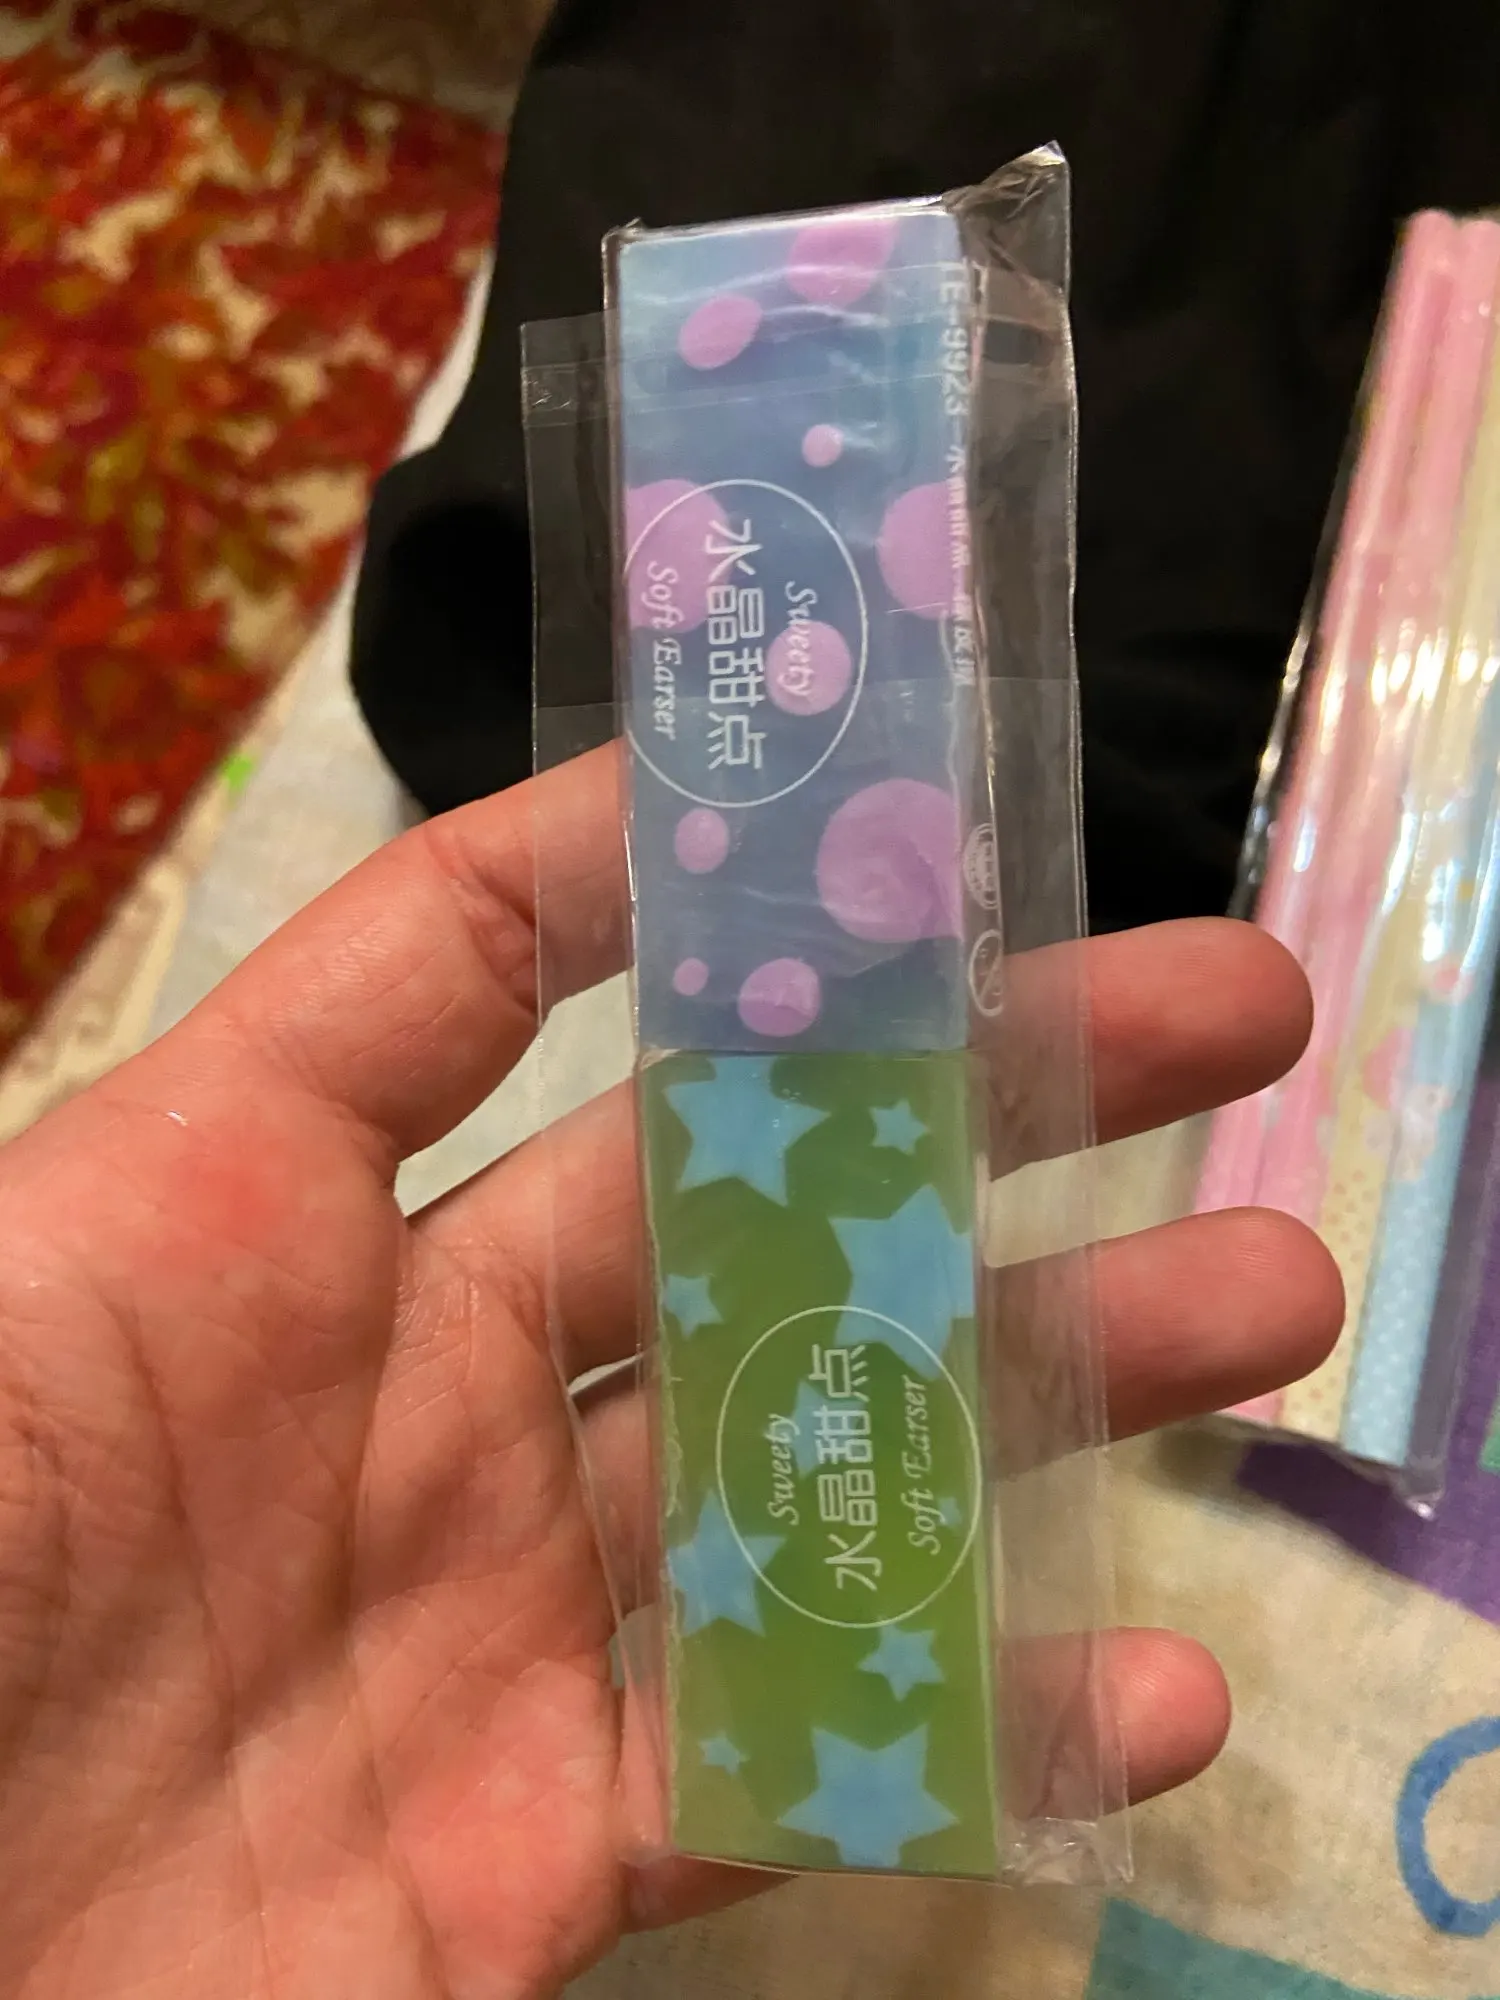 Sweety
水晶甜点
Soft Earser
TE-9923
Sweety
水晶甜点
Soft Earser